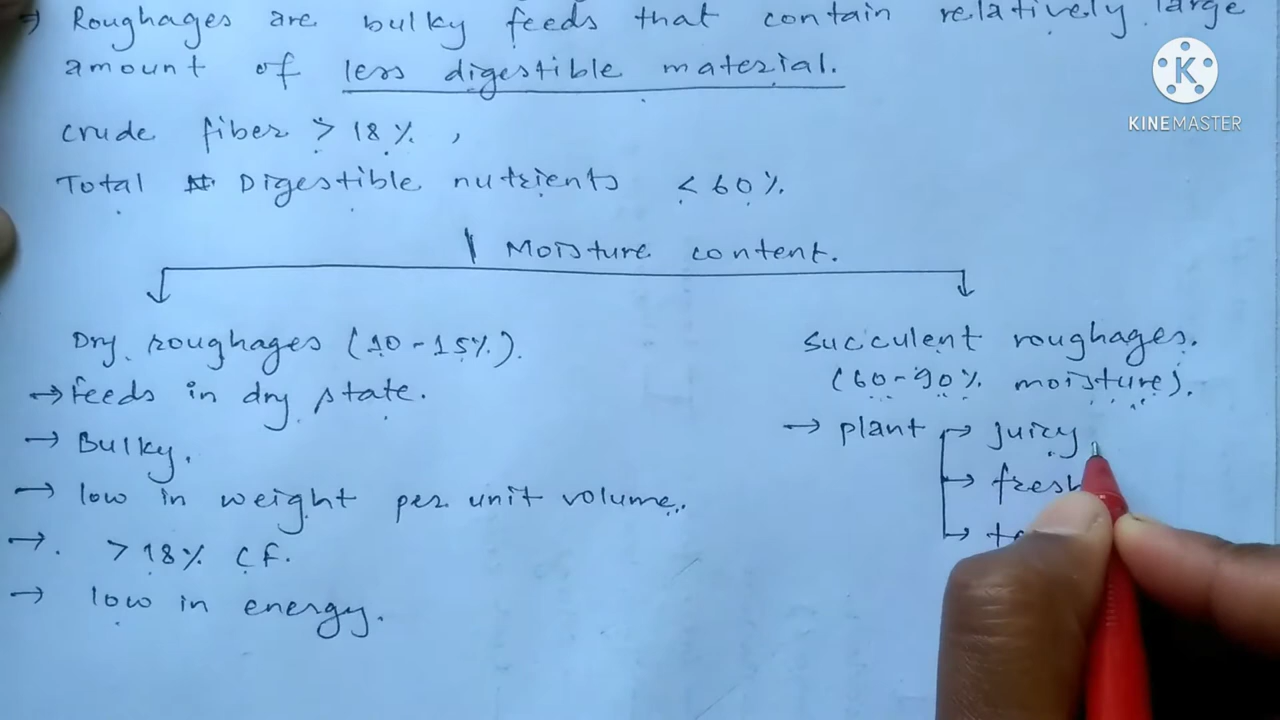 → Roughages are bulky feeds that contain relatively large
amount of less digestible material.
crude fiber > 18 %,
Total Digestible nutrients < 60 %.
Moisture content.
Dry roughages (10-15%).
→ feeds in dry state.
→ Bulky.
→ low in weight per unit volume.
→ . > 18% CF.
→ low in energy.
succulent roughages.
(60-90% moisture).
→ plant → juicy
→ fresh
→
KINEMASTER